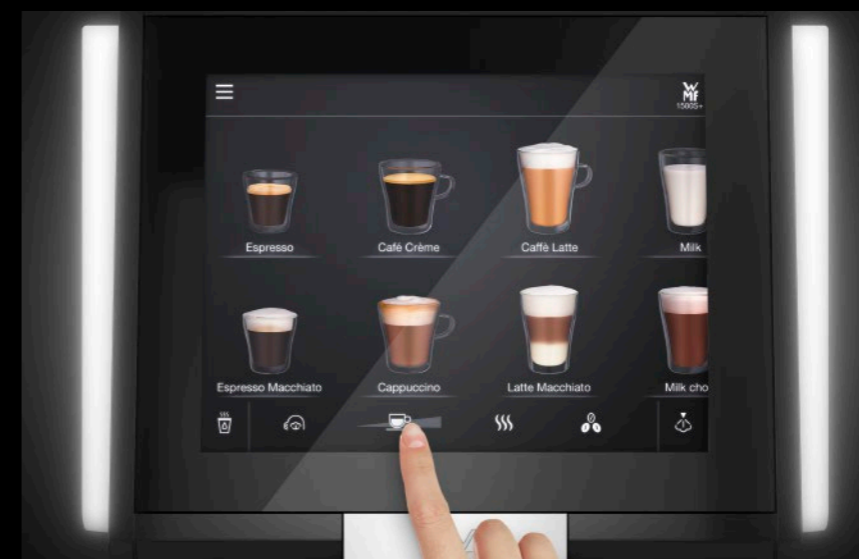 WMF
1500S+
Espresso
Café Crème
Caffè Latte
Milk
Espresso Macchiato
Cappuccino
Latte Macchiato
Milk cho